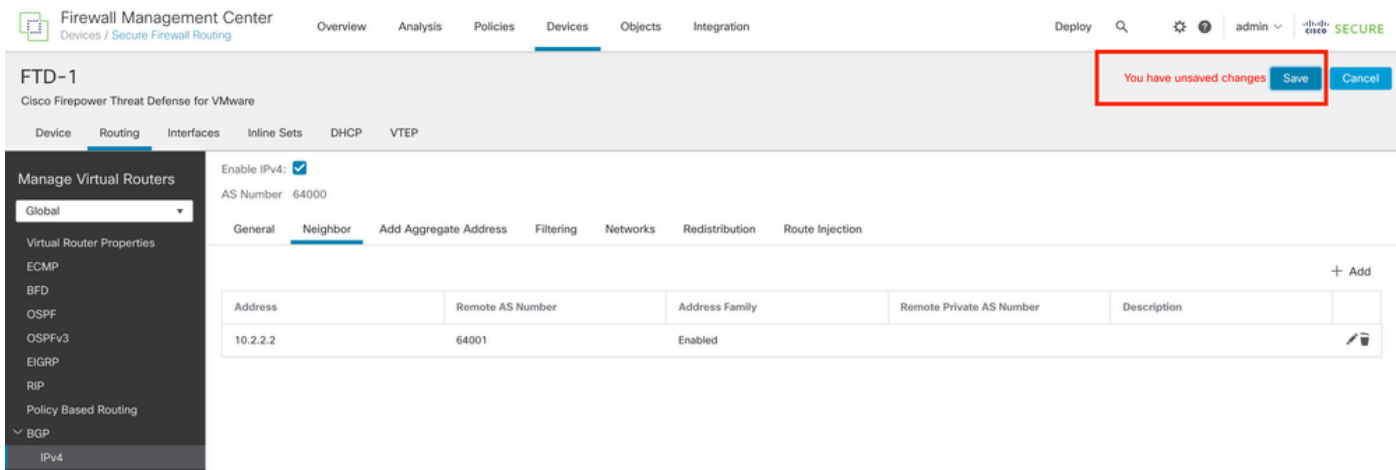 Firewall Management Center
Devices / Secure Firewall Routing
Overview Analysis Policies Devices Objects Integration
Deploy admin cisco SECURE
FTD-1
Cisco Firepower Threat Defense for VMware
You have unsaved changes Save Cancel
Device Routing Interfaces Inline Sets DHCP VTEP
Manage Virtual Routers
Global
Virtual Router Properties
ECMP
BFD
OSPF
OSPFv3
EIGRP
RIP
Policy Based Routing
BGP
IPv4
Enable IPv4:
AS Number 64000
General Neighbor Add Aggregate Address Filtering Networks Redistribution Route Injection
+ Add
Address Remote AS Number Address Family Remote Private AS Number Description
10.2.2.2 64001 Enabled